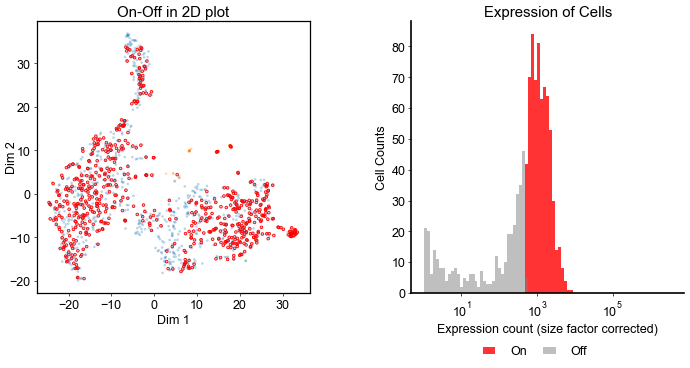 On-Off in 2D plot
Dim 2
30
20
10
0
−10
−20
−20 −10 0 10 20 30
Dim 1
Expression of Cells
Cell Counts
80
70
60
50
40
30
20
10
0
10¹ 10³ 10⁵
Expression count (size factor corrected)
On Off